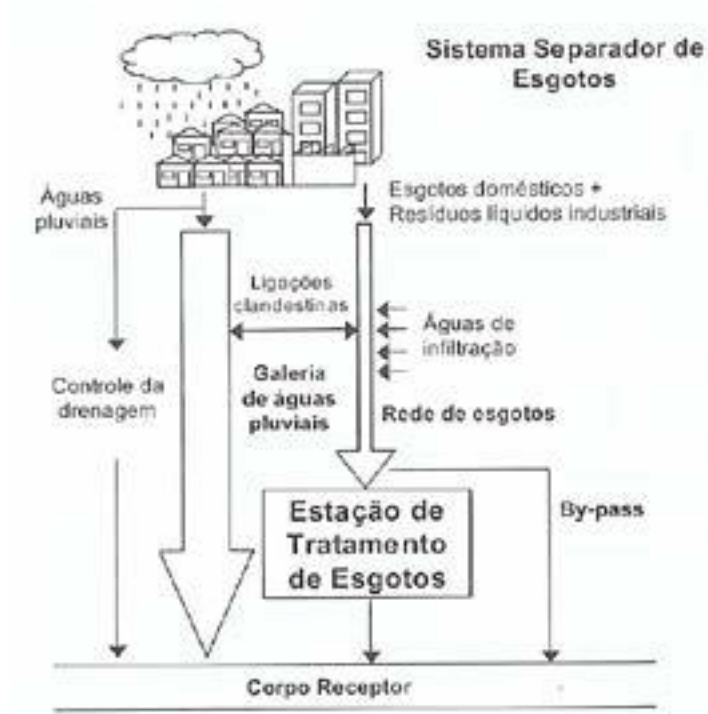 Sistema Separador de
Esgotos
Águas
pluviais
Esgotos domésticos +
Resíduos líquidos industriais
Ligações
clandestinas
Águas de
infiltração
Controle da
drenagem
Galeria
de águas
pluviais
Rede de esgotos
Estação de
Tratamento
de Esgotos
By-pass
Corpo Receptor